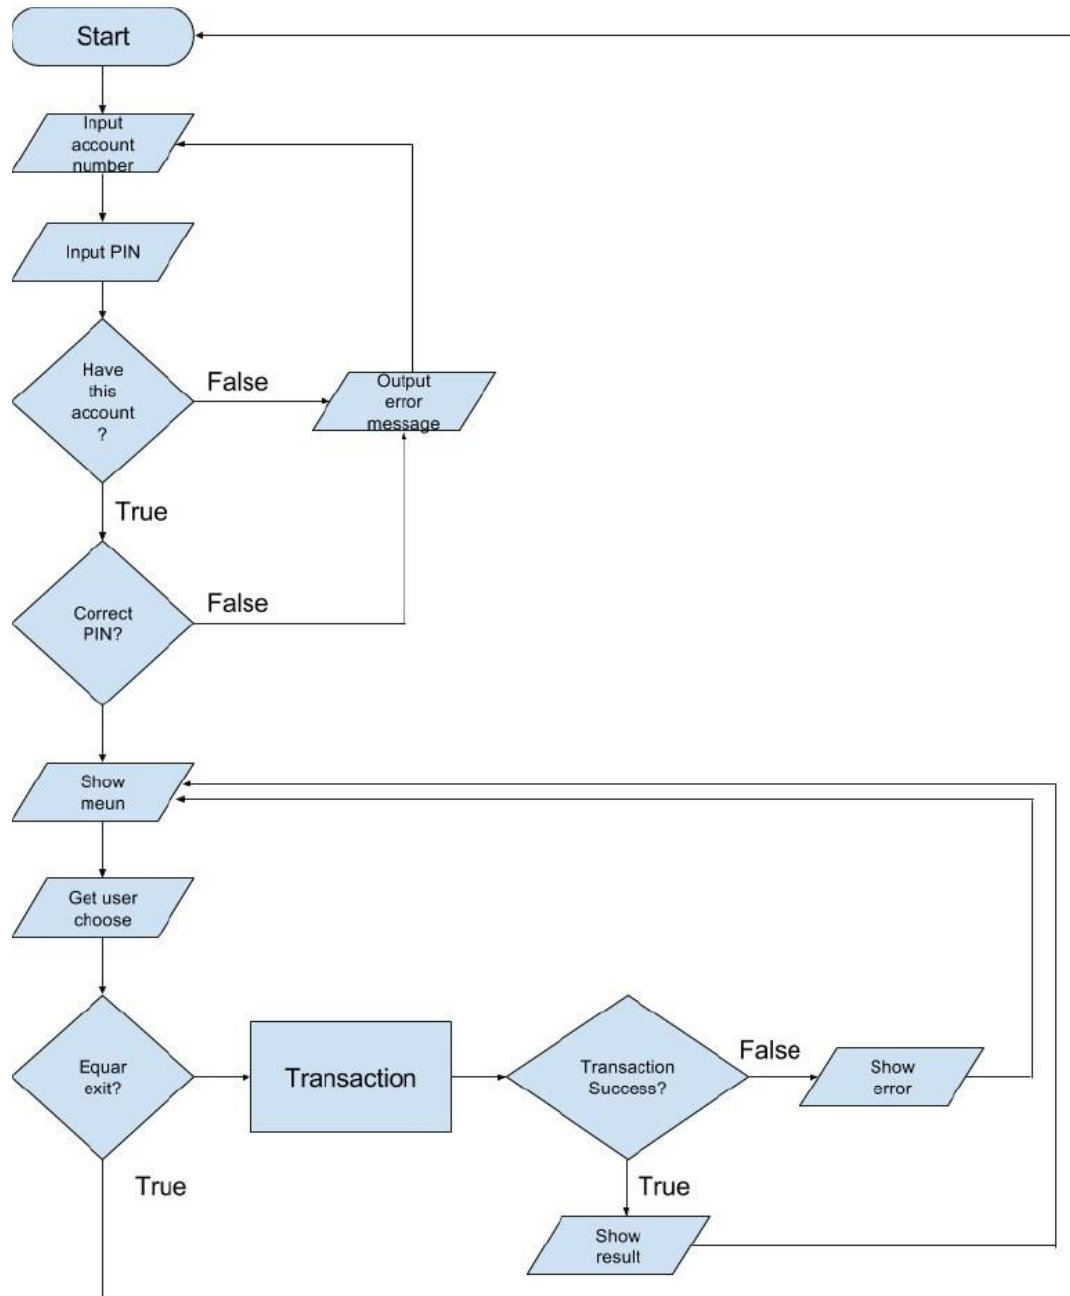 Start
Input
account
number
Input PIN
Have
this
account
?
False
Output
error
message
True
Correct
PIN?
False
Show
meun
Get user
choose
Equar
exit?
Transaction
Transaction
Success?
False
Show
error
True
True
Show
result